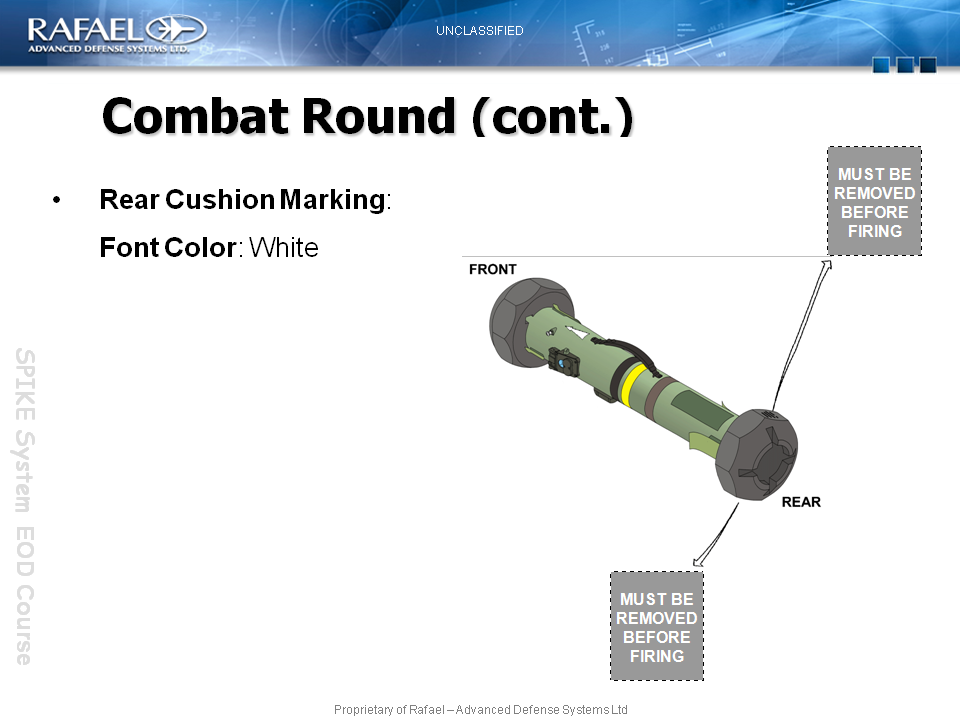 RAFAEL
ADVANCED DEFENSE SYSTEMS LTD.
UNCLASSIFIED
Combat Round (cont.)
• Rear Cushion Marking:
Font Color: White
MUST BE
REMOVED
BEFORE
FIRING
FRONT
REAR
MUST BE
REMOVED
BEFORE
FIRING
SPIKE System EOD Course
Proprietary of Rafael – Advanced Defense Systems Ltd